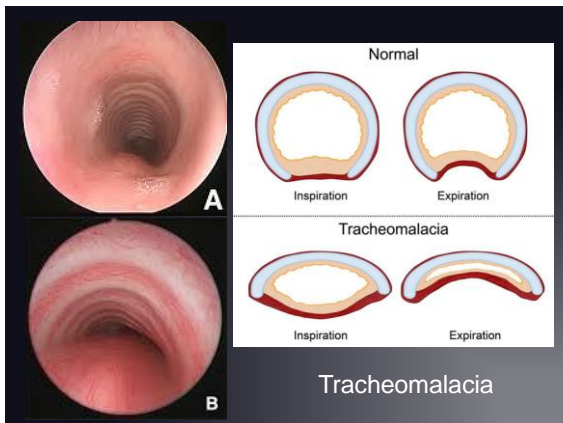 A
B
Normal
Inspiration Expiration
Tracheomalacia
Inspiration Expiration
Tracheomalacia